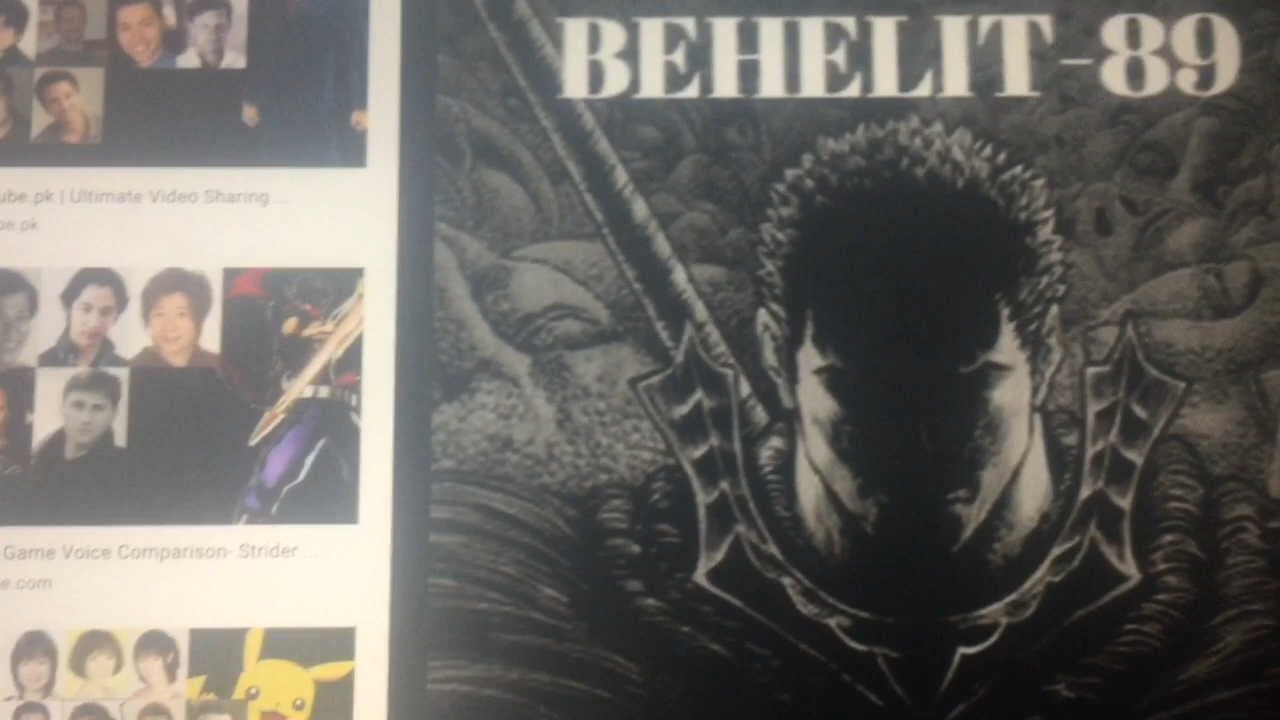 BEHELIT-89
ube.pk | Ultimate Video Sharing ...
be.pk
Game Voice Comparison- Strider ...
e.com